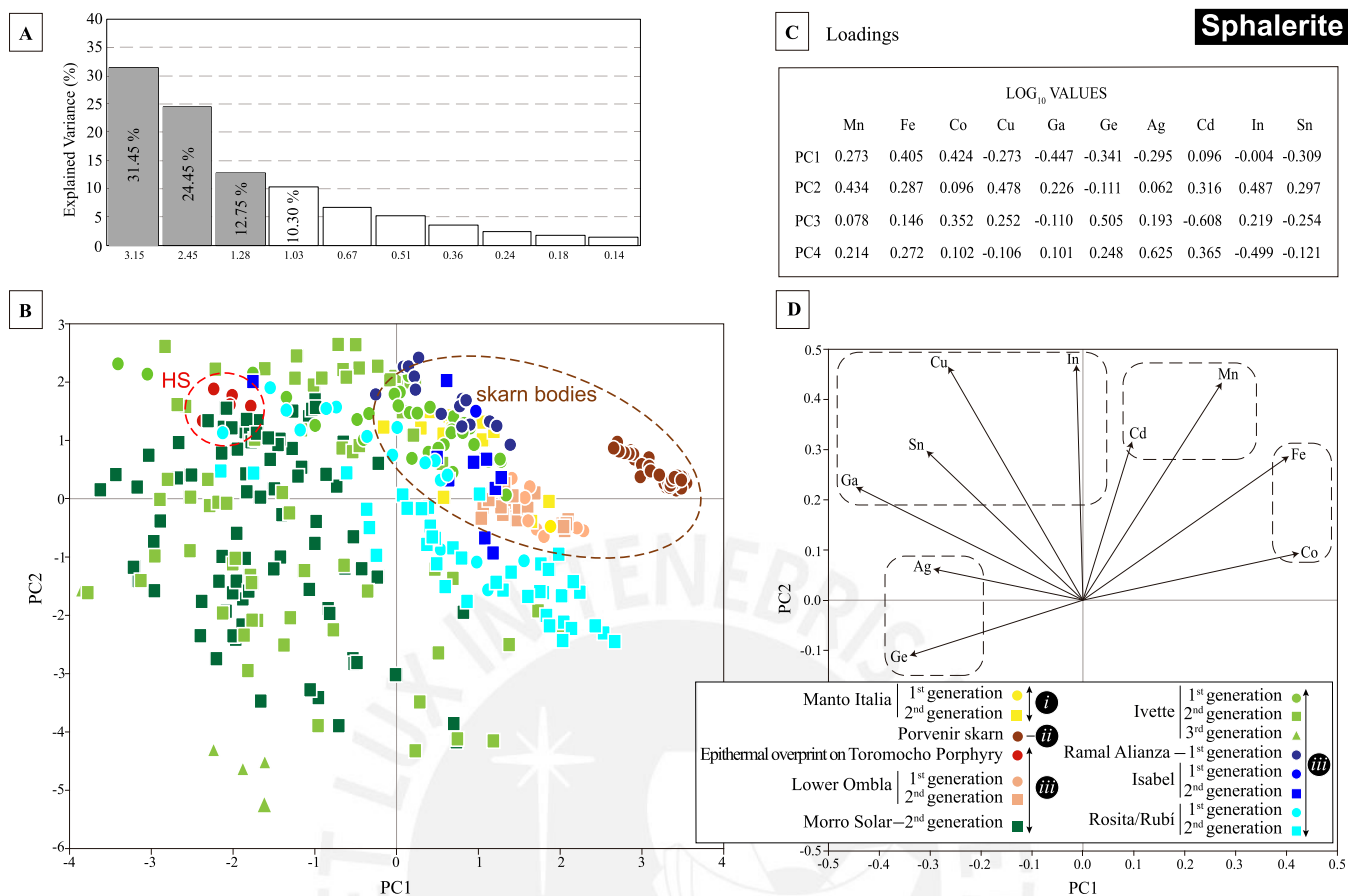 A
Explained Variance (%)
40
35
30
25
20
15
10
5
0
31.45 %
24.45 %
12.75 %
10.30 %
3.15 2.45 1.28 1.03 0.67 0.51 0.36 0.24 0.18 0.14
C Loadings
Sphalerite
LOG10 VALUES
Mn Fe Co Cu Ga Ge Ag Cd In Sn
PC1 0.273 0.405 0.424 -0.273 -0.447 -0.341 -0.295 0.096 -0.004 -0.309
PC2 0.434 0.287 0.096 0.478 0.226 -0.111 0.062 0.316 0.487 0.297
PC3 0.078 0.146 0.352 0.252 -0.110 0.505 0.193 -0.608 0.219 -0.254
PC4 0.214 0.272 0.102 -0.106 0.101 0.248 0.625 0.365 -0.499 -0.121
B
PC2
3
2
1
0
-1
-2
-3
-4
-5
-6
-4 -3 -2 -1 0 1 2 3 4
PC1
HS
skarn bodies
LUX IN TENEBRIS
D
PC2
0.5
0.4
0.3
0.2
0.1
0.0
-0.1
-0.5
Cu
In
Mn
Cd
Sn
Fe
Ga
Co
Ag
Ge
-0.5 -0.4 -0.3 -0.2 -0.1 0.0 0.1 0.2 0.3 0.4 0.5
PC1
Manto Italia
1st generation
2nd generation
i
Porvenir skarn
ii
Epithermal overprint on Toromocho Porphyry
Lower Ombla
1st generation
2nd generation
iii
Morro Solar–2nd generation
Ivette
1st generation
2nd generation
3rd generation
Ramal Alianza – 1st generation
Isabel
1st generation
2nd generation
iii
Rosita/Rubí
1st generation
2nd generation